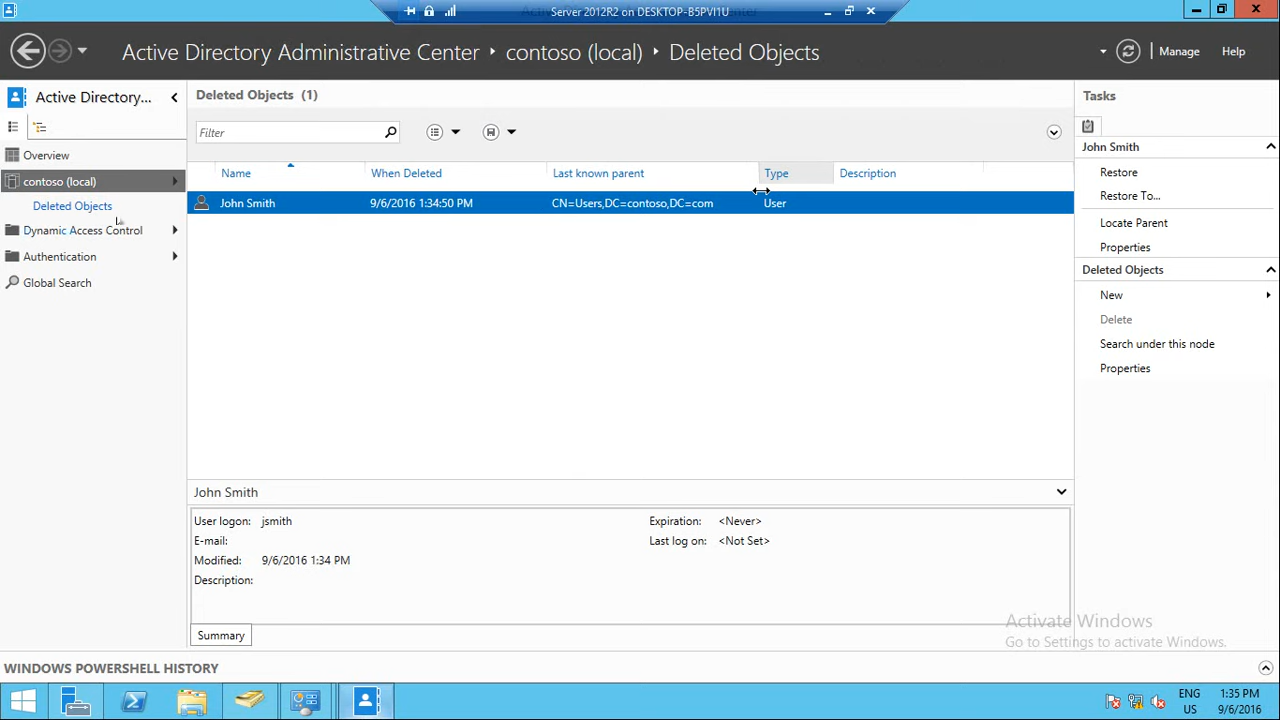 Server 2012R2 on DESKTOP-B5PVI1U
Active Directory Administrative Center • contoso (local) • Deleted Objects
Manage
Help
Active Directory...
Overview
contoso (local)
Deleted Objects
Dynamic Access Control
Authentication
Global Search
Deleted Objects (1)
Filter
Name When Deleted Last known parent Type Description
John Smith 9/6/2016 1:34:50 PM CN=Users,DC=contoso,DC=com User
John Smith
User logon: jsmith
E-mail:
Modified: 9/6/2016 1:34 PM
Description:
Expiration: <Never>
Last log on: <Not Set>
Summary
Tasks
John Smith
Restore
Restore To...
Locate Parent
Properties
Deleted Objects
New
Delete
Search under this node
Properties
Activate Windows
Go to Settings to activate Windows.
WINDOWS POWERSHELL HISTORY
ENG
US
1:35 PM
9/6/2016